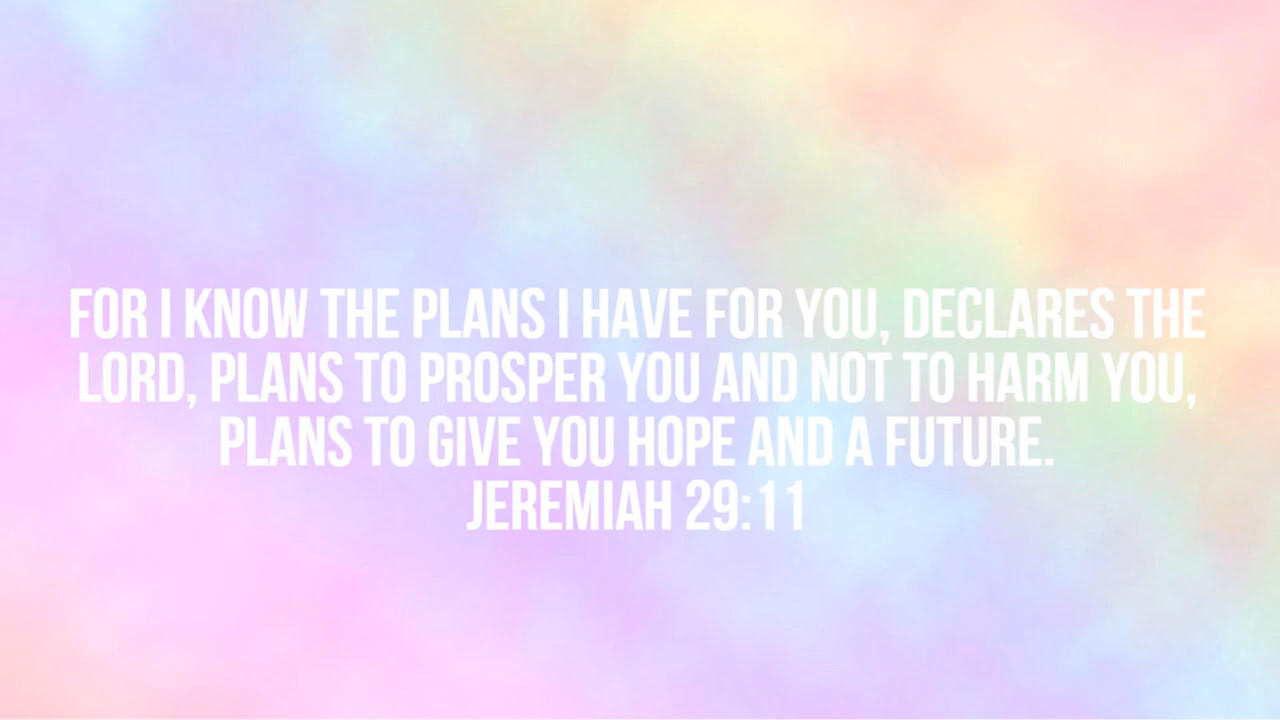 FOR I KNOW THE PLANS I HAVE FOR YOU, DECLARES THE
LORD, PLANS TO PROSPER YOU AND NOT TO HARM YOU,
PLANS TO GIVE YOU HOPE AND A FUTURE.
JEREMIAH 29:11